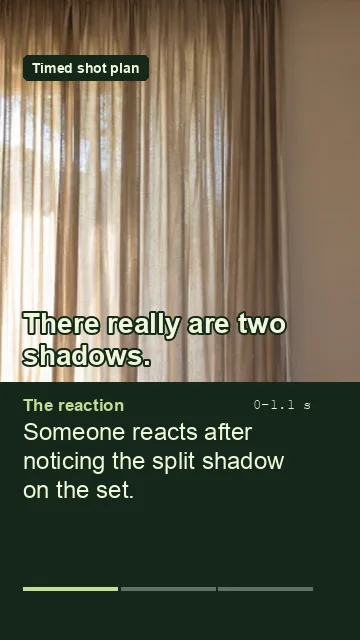 Timed shot plan
There really are two
shadows.
The reaction
0–1.1 s
Someone reacts after
noticing the split shadow
on the set.